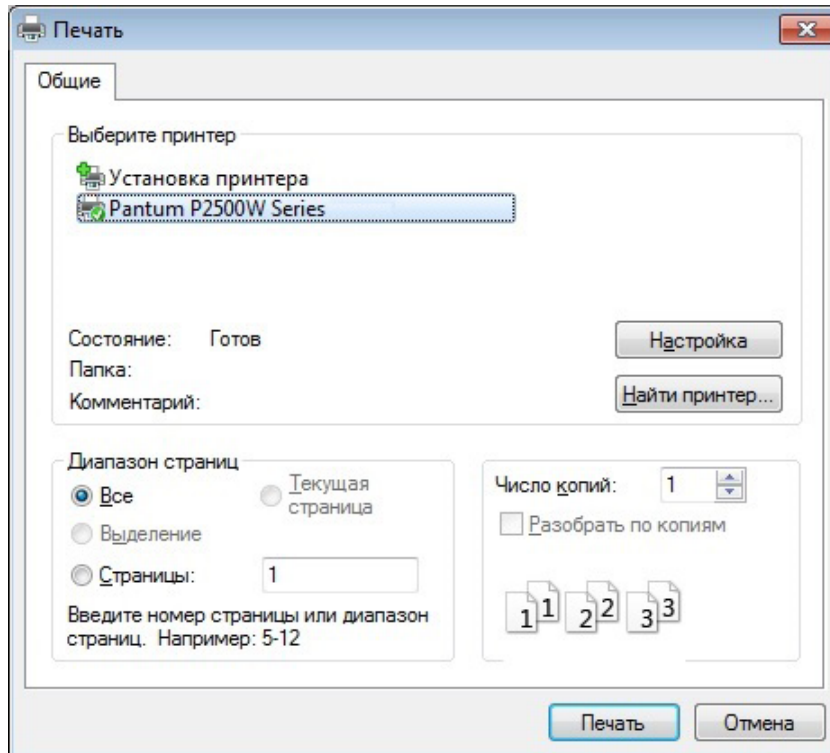 Печать
Общие
Выберите принтер
Установка принтера
Pantum P2500W Series
Состояние: Готов
Папка:
Комментарий:
Настройка
Найти принтер...
Диапазон страниц
Все
Текущая
страница
Выделение
Страницы: 1
Введите номер страницы или диапазон
страниц. Например: 5-12
Число копий: 1
Разобрать по копиям
1 1 2 2 3 3
Печать
Отмена